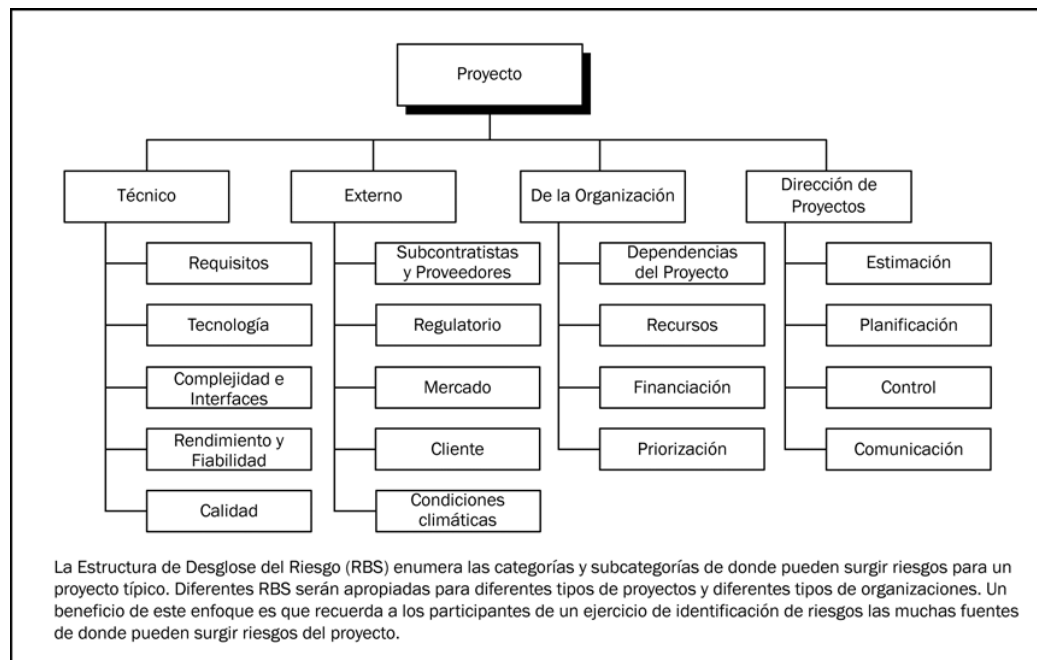 Proyecto
Técnico
Externo
De la Organización
Dirección de
Proyectos
Requisitos
Subcontratistas
y Proveedores
Dependencias
del Proyecto
Estimación
Tecnología
Regulatorio
Recursos
Planificación
Complejidad e
Interfaces
Mercado
Financiación
Control
Rendimiento y
Fiabilidad
Cliente
Priorización
Comunicación
Calidad
Condiciones
climáticas
La Estructura de Desglose del Riesgo (RBS) enumera las categorías y subcategorías de donde pueden surgir riesgos para un
proyecto típico. Diferentes RBS serán apropiadas para diferentes tipos de proyectos y diferentes tipos de organizaciones. Un
beneficio de este enfoque es que recuerda a los participantes de un ejercicio de identificación de riesgos las muchas fuentes
de donde pueden surgir riesgos del proyecto.